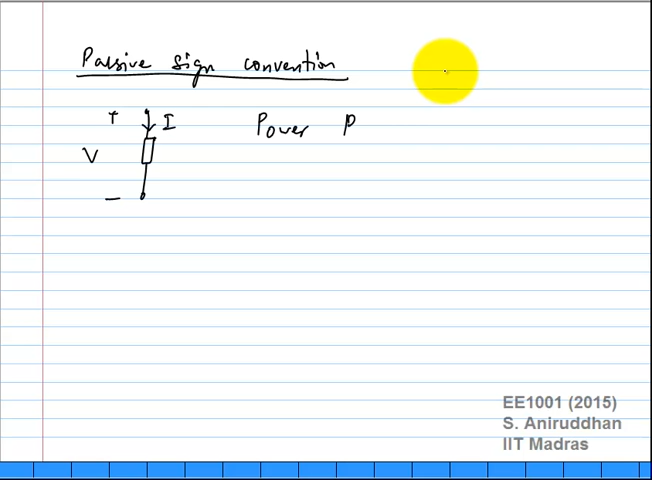 Passive sign convention
+
I
Power P
V
–
EE1001 (2015)
S. Aniruddhan
IIT Madras